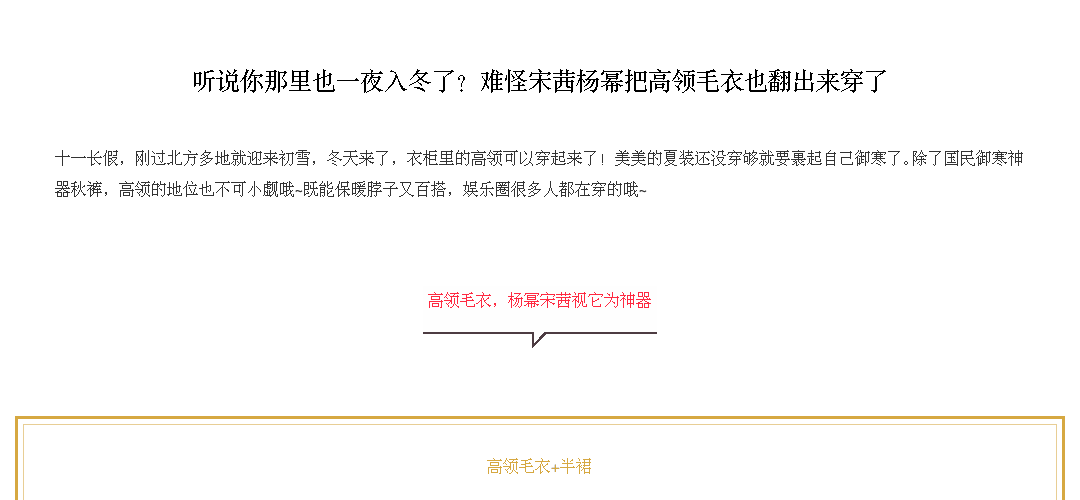 听说你那里也一夜入冬了？难怪宋茜杨幂把高领毛衣也翻出来穿了
十一长假，刚过北方多地就迎来初雪，冬天来了，衣柜里的高领可以穿起来了！美美的夏装还没穿够就要裹起自己御寒了。除了国民御寒神
器秋裤，高领的地位也不可小觑哦~既能保暖脖子又百搭，娱乐圈很多人都在穿的哦~
高领毛衣，杨幂宋茜视它为神器
高领毛衣+半裙